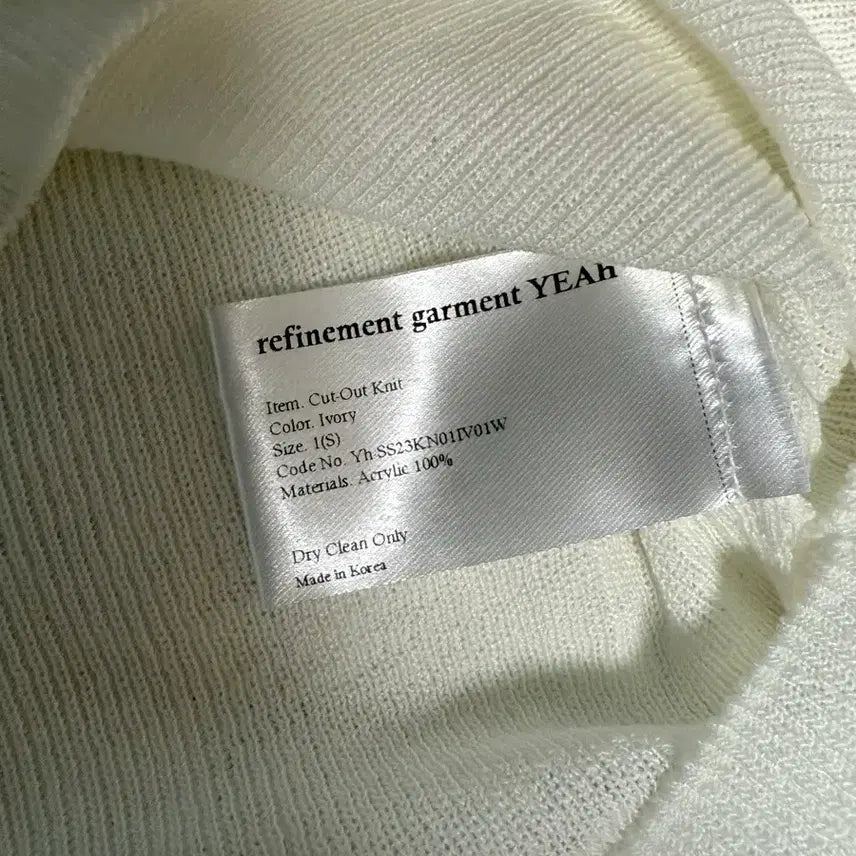 refinement garment YEAh
Item. Cut-Out Knit
Color. Ivory
Size. 1(S)
Code No. Yh-SS23KN01IV01W
Materials. Acrylic 100%
Dry Clean Only
Made in Korea